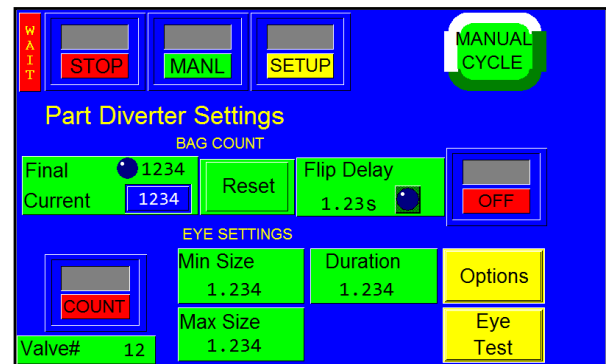 WAIT
STOP
MANL
SETUP
MANUAL
CYCLE
Part Diverter Settings
BAG COUNT
Final 1234
Current 1234
Reset
Flip Delay
1.23s
OFF
EYE SETTINGS
Min Size
1.234
Duration
1.234
Options
COUNT
Max Size
1.234
Eye
Test
Valve# 12